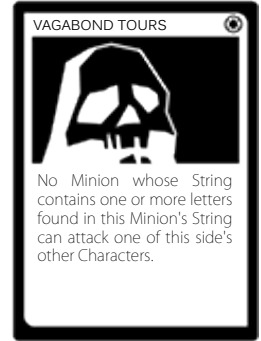 VAGABOND TOURS
No Minion whose String
contains one or more letters
found in this Minion's String
can attack one of this side's
other Characters.